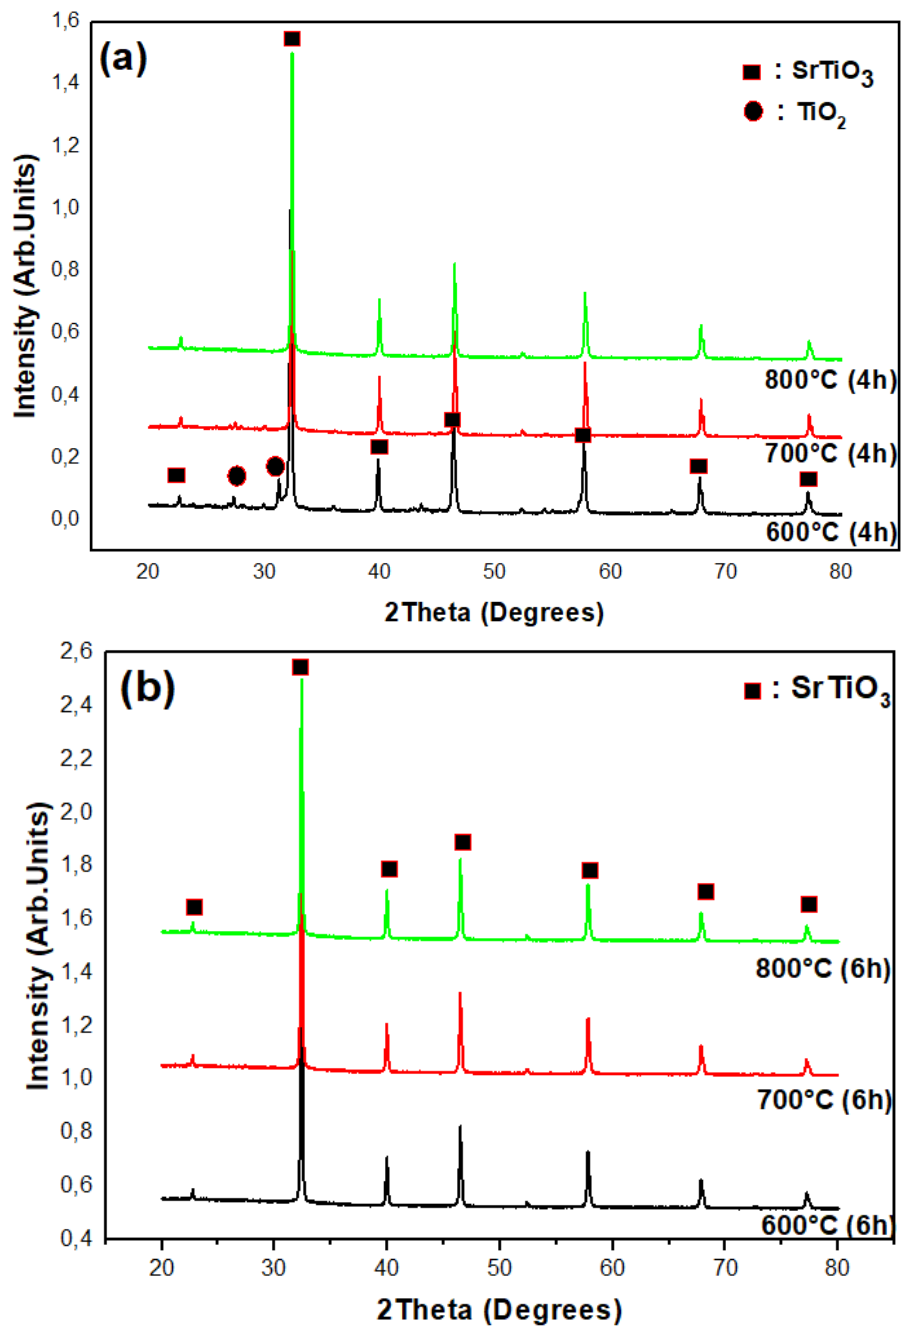 1,6
(a)
: SrTiO3
: TiO2
1,4
1,2
1,0
0,8
0,6
0,4
0,2
0,0
Intensity (Arb.Units)
800°C (4h)
700°C (4h)
600°C (4h)
20 30 40 50 60 70 80
2Theta (Degrees)
2,6
(b)
: SrTiO3
2,4
2,2
2,0
1,8
1,6
1,4
1,2
1,0
0,8
0,6
0,4
Intensity (Arb.Units)
800°C (6h)
700°C (6h)
600°C (6h)
20 30 40 50 60 70 80
2Theta (Degrees)